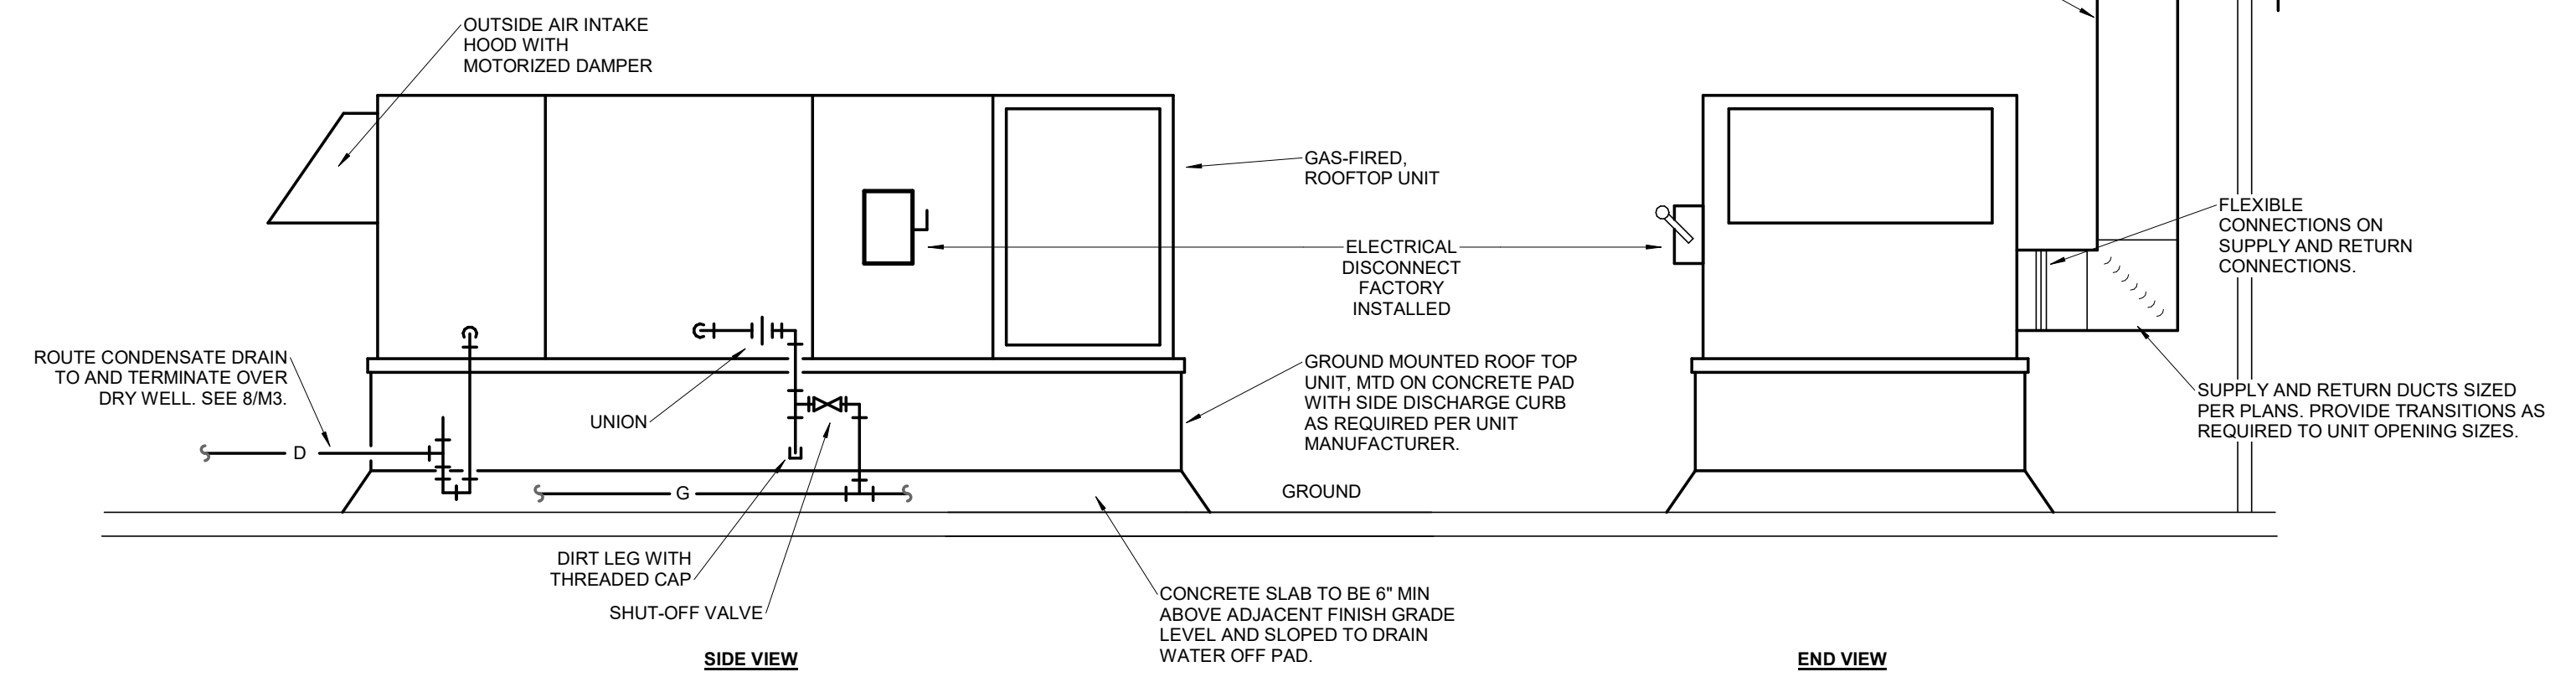 OUTSIDE AIR INTAKE
HOOD WITH
MOTORIZED DAMPER
GAS-FIRED,
ROOFTOP UNIT
ELECTRICAL
DISCONNECT
FACTORY
INSTALLED
FLEXIBLE
CONNECTIONS ON
SUPPLY AND RETURN
CONNECTIONS.
ROUTE CONDENSATE DRAIN
TO AND TERMINATE OVER
DRY WELL. SEE 8/M3.
UNION
GROUND MOUNTED ROOF TOP
UNIT, MTD ON CONCRETE PAD
WITH SIDE DISCHARGE CURB
AS REQUIRED PER UNIT
MANUFACTURER.
SUPPLY AND RETURN DUCTS SIZED
PER PLANS. PROVIDE TRANSITIONS AS
REQUIRED TO UNIT OPENING SIZES.
D
G
GROUND
DIRT LEG WITH
THREADED CAP
SHUT-OFF VALVE
CONCRETE SLAB TO BE 6" MIN
ABOVE ADJACENT FINISH GRADE
LEVEL AND SLOPED TO DRAIN
WATER OFF PAD.
SIDE VIEW
END VIEW